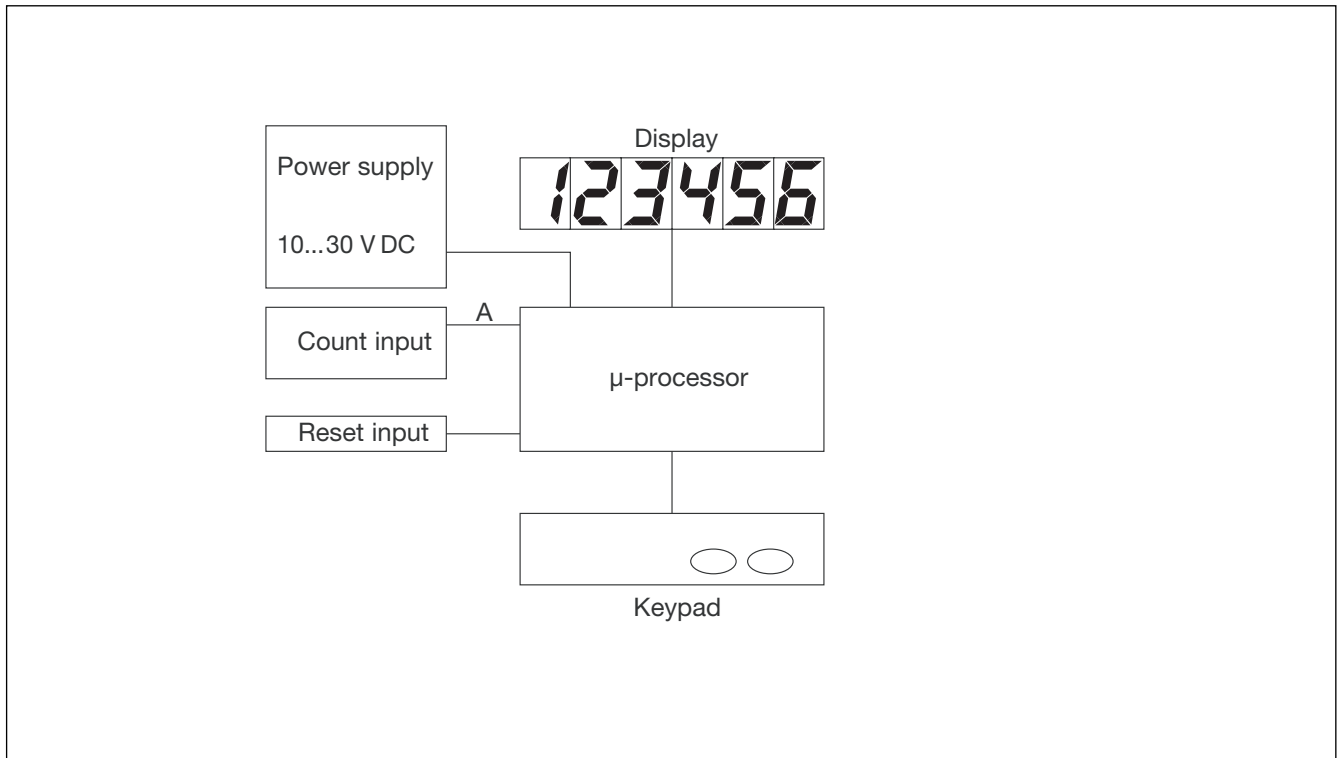 Power supply
10...30 V DC
Display
123456
Count input
A
µ-processor
Reset input
Keypad